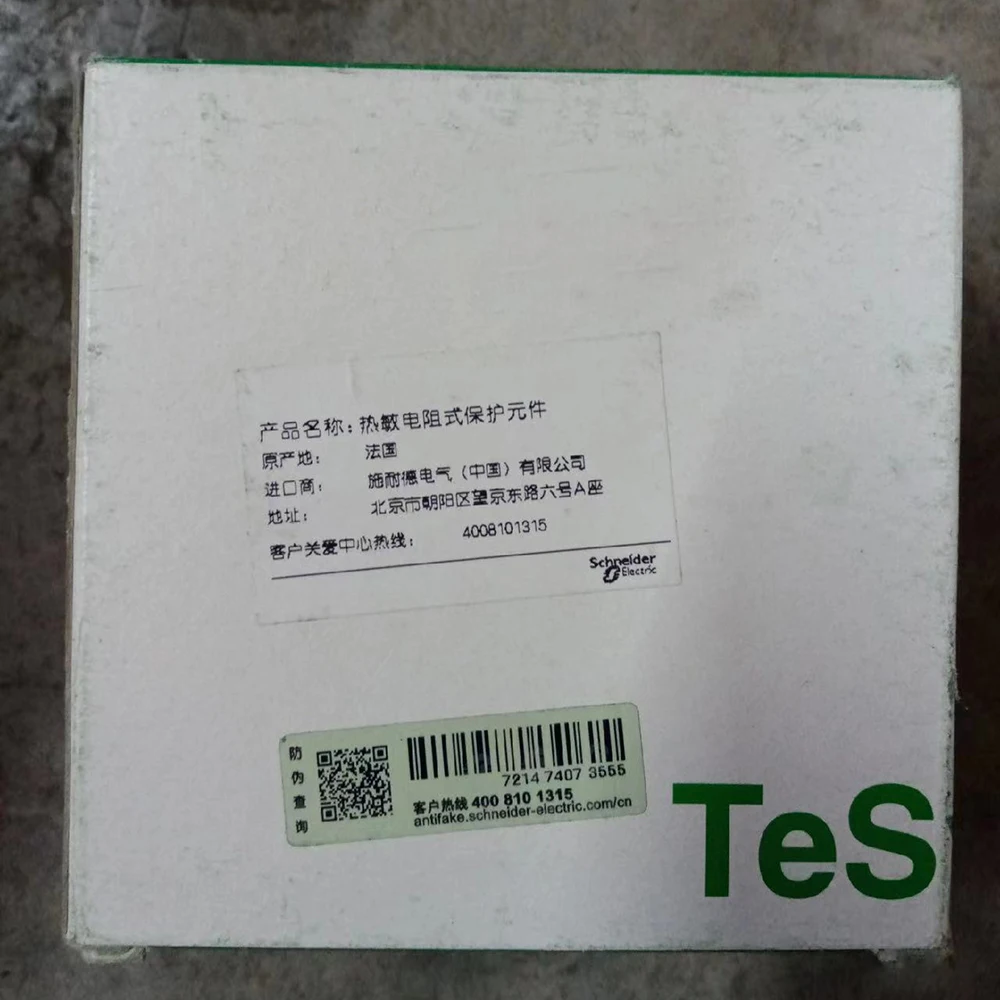 产品名称：热敏电阻式保护元件
原产地： 法国
进口商： 施耐德电气（中国）有限公司
地址： 北京市朝阳区望京东路六号A座
客户关爱中心热线： 4008101315
Schneider
Electric
防伪查询
7214 7407 3555
客户热线 400 810 1315
antifake.schneider-electric.com/cn
TeS